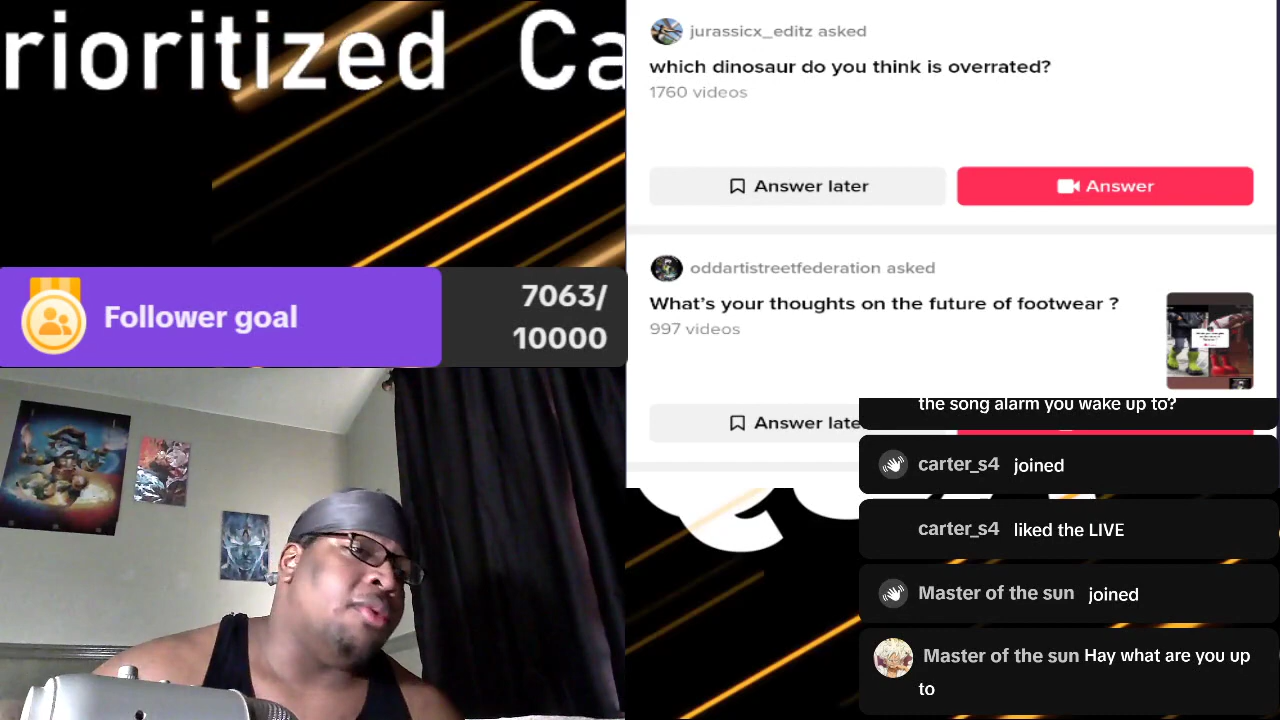 rioritized Ca
jurassicx_editz asked
which dinosaur do you think is overrated?
1760 videos
Answer later
Answer
Follower goal
7063/
10000
oddartistreetfederation asked
What's your thoughts on the future of footwear ?
997 videos
Answer late
the song alarm you wake up to?
carter_s4 joined
carter_s4 liked the LIVE
Master of the sun joined
Master of the sun Hay what are you up
to